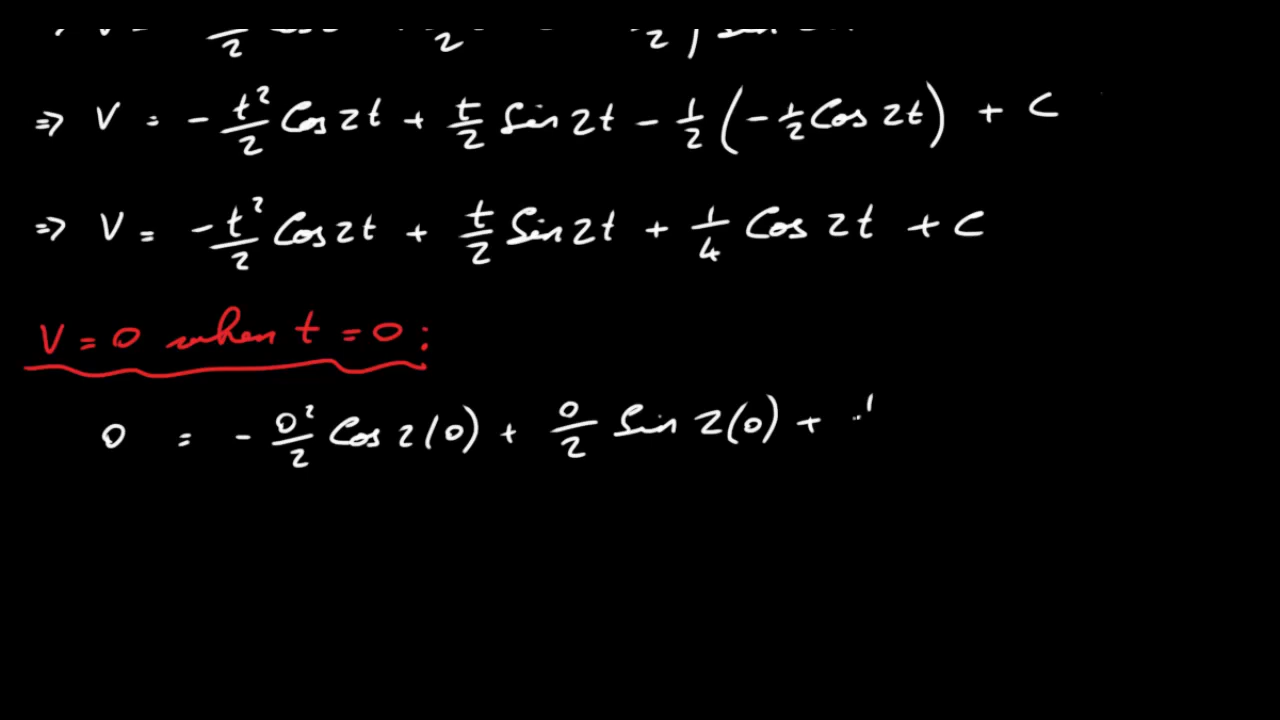 ⇒ V = -t²/2 Cos 2t + t/2 Sin 2t - 1/2 (-1/2 Cos 2t) + C
⇒ V = -t²/2 Cos 2t + t/2 Sin 2t + 1/4 Cos 2t + C
V = 0 when t = 0 :
0 = -0²/2 Cos 2(0) + 0/2 Sin 2(0) +